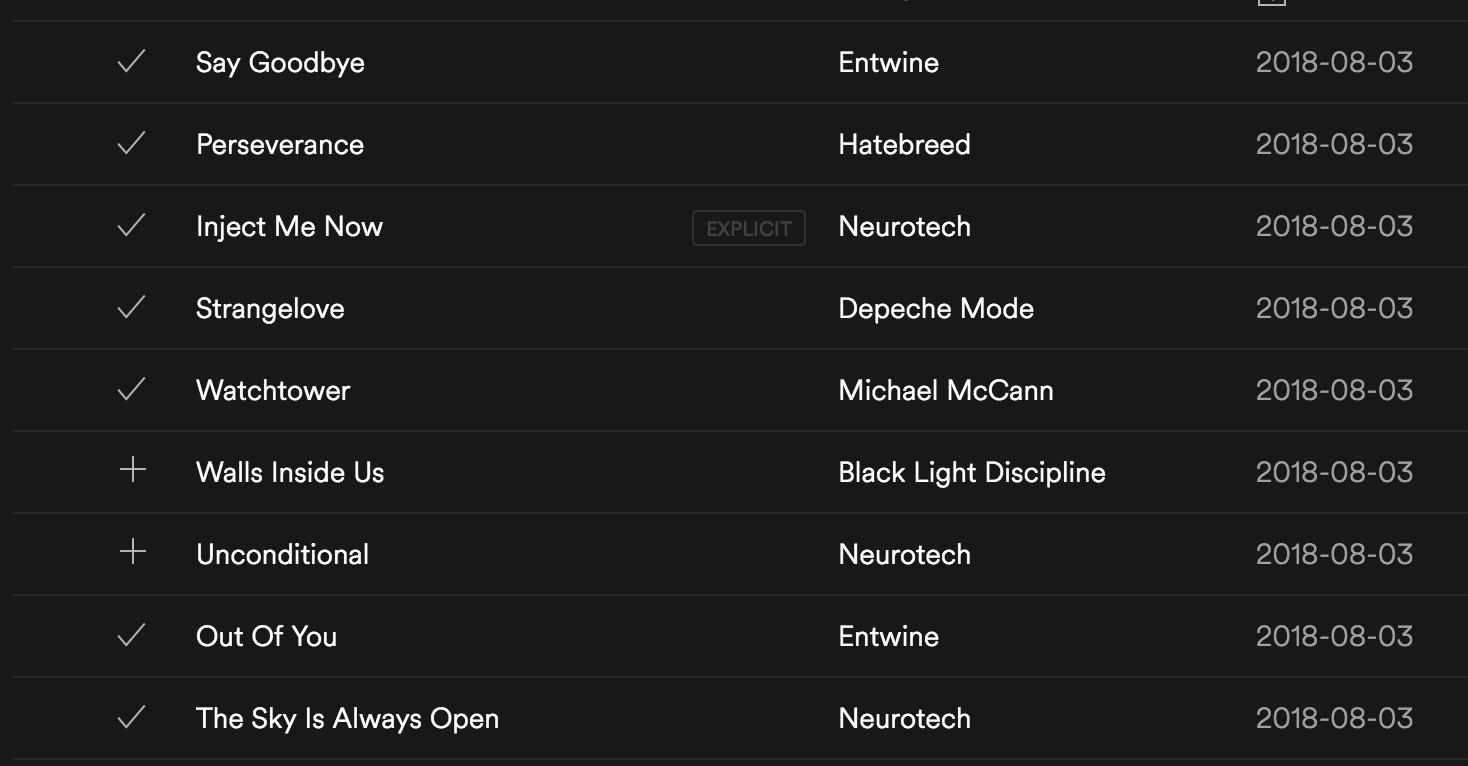 Say Goodbye Entwine 2018-08-03
Perseverance Hatebreed 2018-08-03
Inject Me Now EXPLICIT Neurotech 2018-08-03
Strangelove Depeche Mode 2018-08-03
Watchtower Michael McCann 2018-08-03
Walls Inside Us Black Light Discipline 2018-08-03
Unconditional Neurotech 2018-08-03
Out Of You Entwine 2018-08-03
The Sky Is Always Open Neurotech 2018-08-03